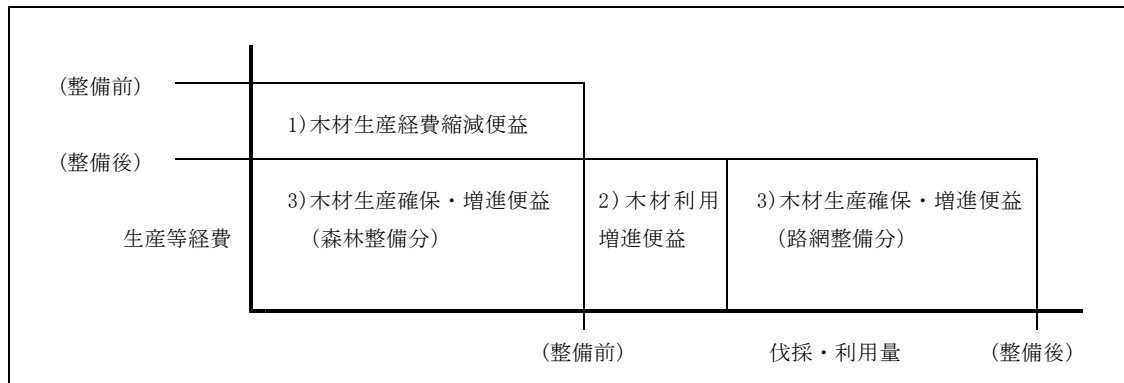 (整備前)
1)木材生産経費縮減便益
(整備後)
3)木材生産確保・増進便益 2)木材利用 3)木材生産確保・増進便益
生産等経費 (森林整備分) 増進便益 (路網整備分)
(整備前) 伐採・利用量 (整備後)